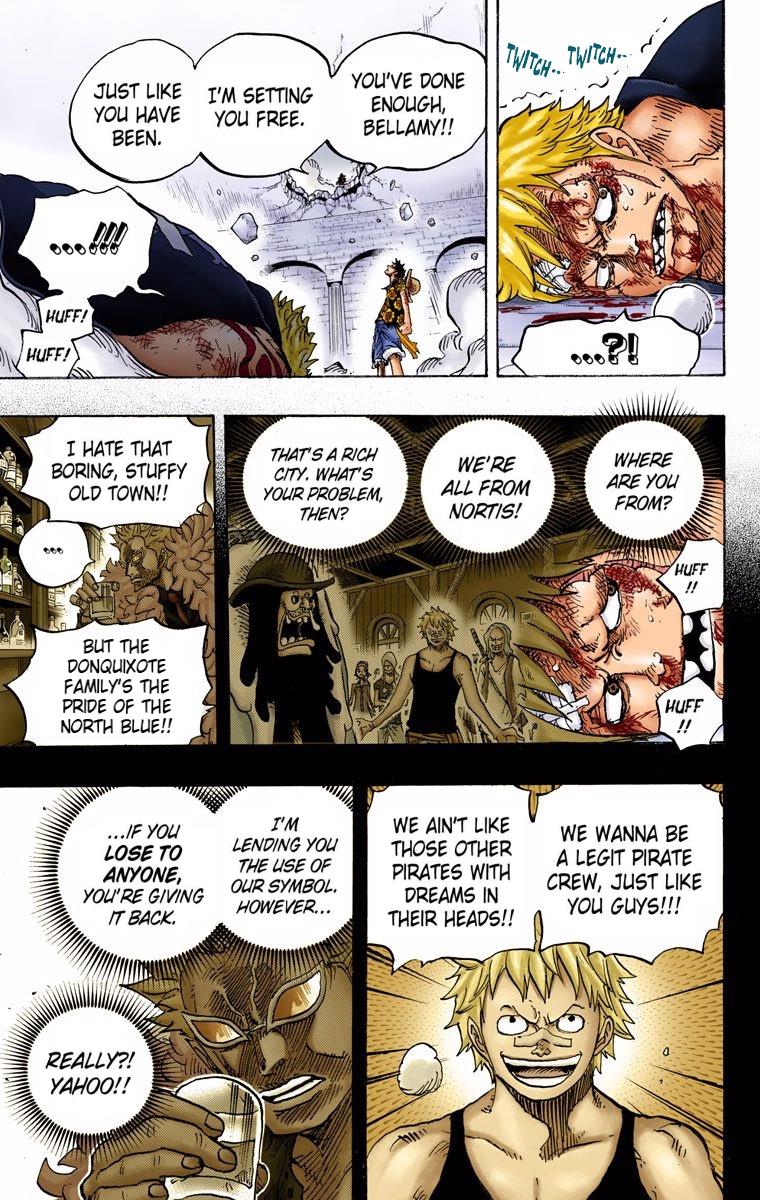 TWITCH..
TWITCH..
...?!
YOU'VE DONE
ENOUGH,
BELLAMY!!
I'M SETTING
YOU FREE.
JUST LIKE
YOU HAVE
BEEN.
...!!!
HUFF!
HUFF!
WHERE
ARE YOU
FROM?
WE'RE
ALL FROM
NORTIS!
THAT'S A RICH
CITY. WHAT'S
YOUR PROBLEM,
THEN?
HUFF
!!
HUFF
!!
I HATE THAT
BORING, STUFFY
OLD TOWN!!
...
BUT THE
DONQUIXOTE
FAMILY'S THE
PRIDE OF THE
NORTH BLUE!!
WE WANNA BE
A LEGIT PIRATE
CREW, JUST LIKE
YOU GUYS!!!
WE AIN'T LIKE
THOSE OTHER
PIRATES WITH
DREAMS IN
THEIR HEADS!!
I'M
LENDING YOU
THE USE OF
OUR SYMBOL.
HOWEVER...
...IF YOU
LOSE TO
ANYONE,
YOU'RE GIVING
IT BACK.
REALLY?!
YAHOO!!